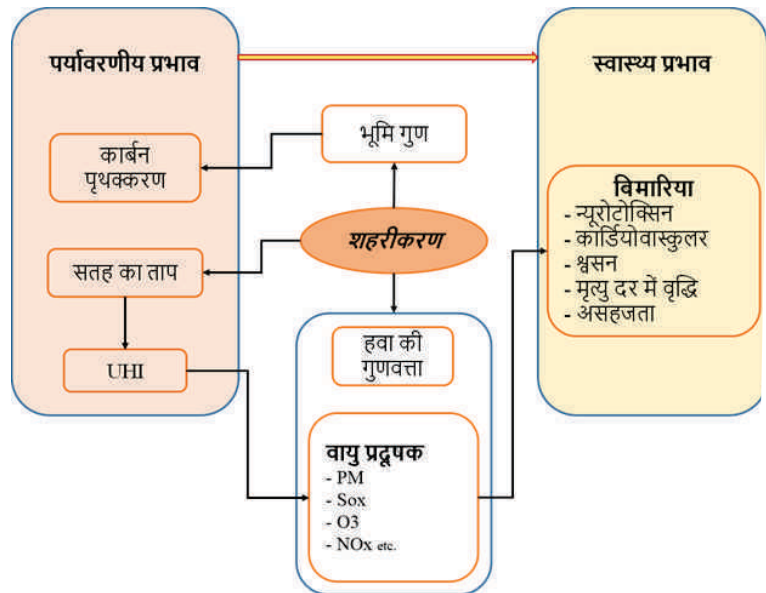 पर्यावरणीय प्रभाव
स्वास्थ्य प्रभाव
भूमि गुण
कार्बन
पृथक्करण
शहरीकरण
सतह का ताप
UHI
हवा की
गुणवत्ता
वायु प्रदूषक
- PM
- Sox
- O3
- NOx etc.
विमारिया
- न्यूरोटोक्सिन
- कार्डियोवास्कुलर
- श्वसन
- मृत्यु दर में वृद्धि
- असहजता